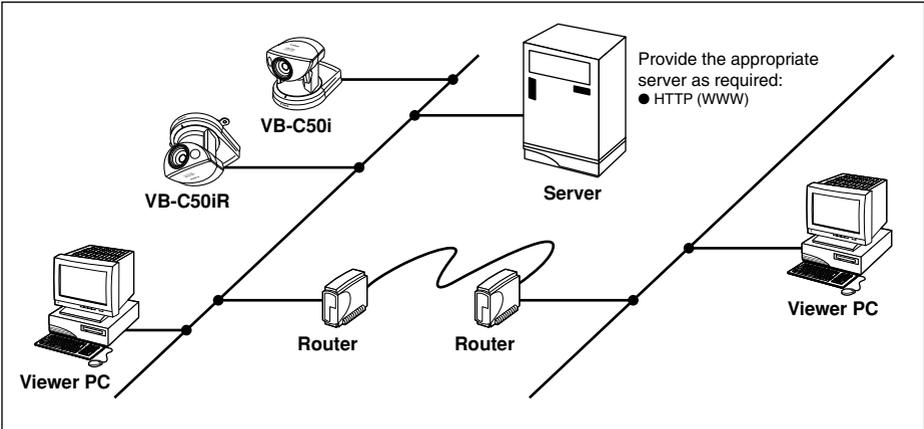 VB-C50i
VB-C50iR
Provide the appropriate
server as required:
● HTTP (WWW)
Server
Viewer PC
Router
Router
Viewer PC